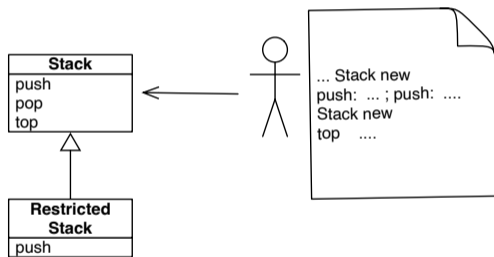 Stack
push
pop
top
Restricted
Stack
push
... Stack new
push: ... ; push: ....
Stack new
top ....